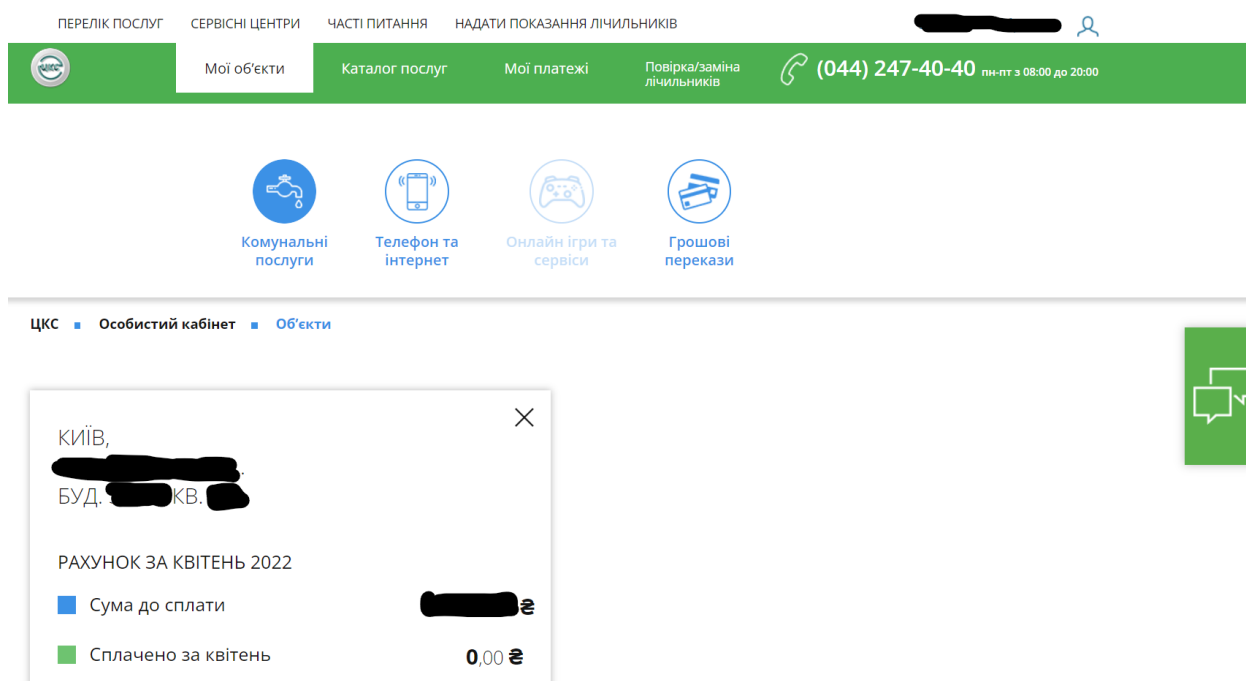 ПЕРЕЛІК ПОСЛУГ СЕРВІСНІ ЦЕНТРИ ЧАСТІ ПИТАННЯ НАДАТИ ПОКАЗАННЯ ЛІЧИЛЬНИКІВ
ЦКС Мої об'єкти Каталог послуг Мої платежі Повірка/заміна
лічильників (044) 247-40-40 пн-пт з 08:00 до 20:00
Комунальні
послуги
Телефон та
інтернет
Онлайн ігри та
сервіси
Грошові
перекази
ЦКС Особистий кабінет Об'єкти
КИЇВ,
БУД. КВ.
РАХУНОК ЗА КВІТЕНЬ 2022
Сума до сплати ₴
Сплачено за квітень 0,00 ₴